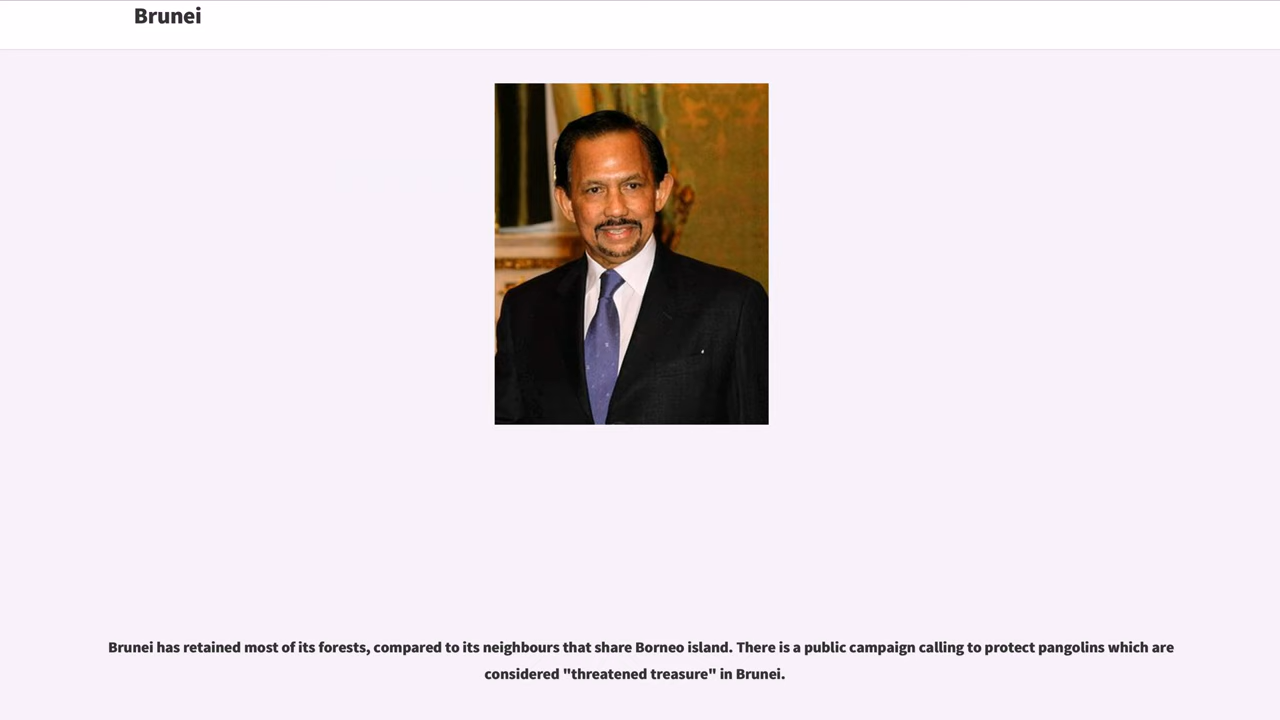 Brunei
Brunei has retained most of its forests, compared to its neighbours that share Borneo island. There is a public campaign calling to protect pangolins which are
considered "threatened treasure" in Brunei.